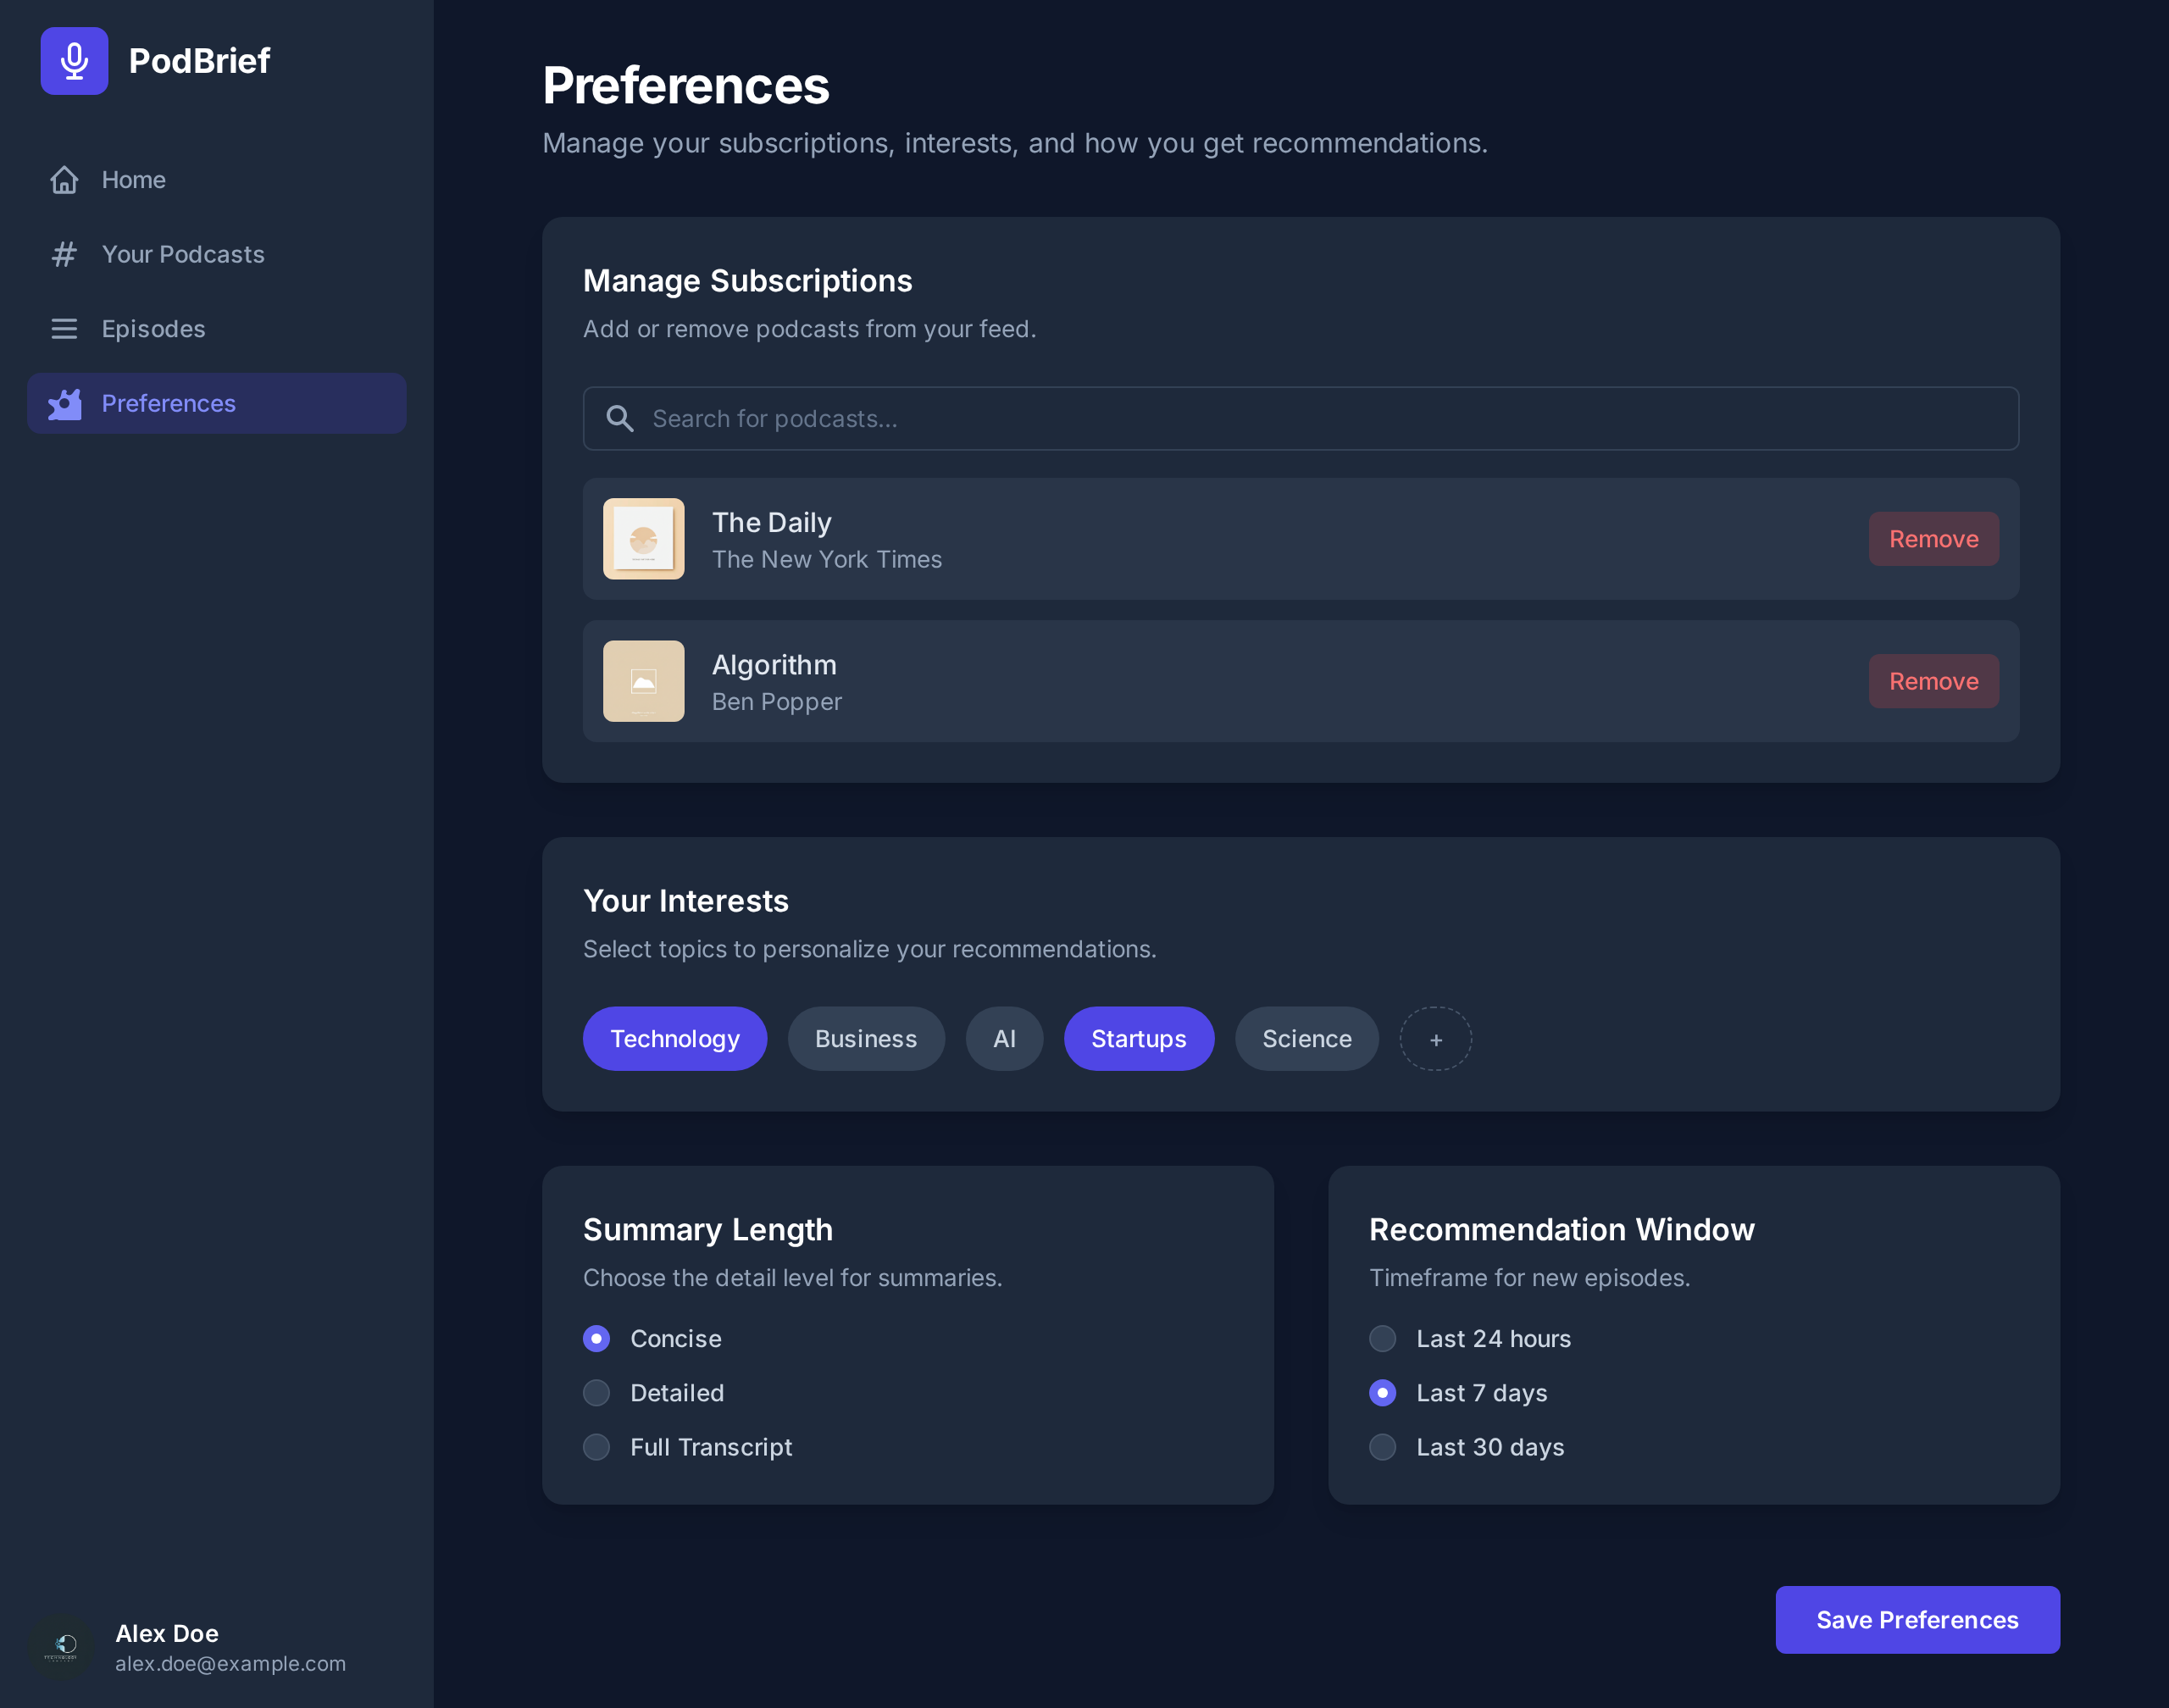 PodBrief
Home
Your Podcasts
Episodes
Preferences
Alex Doe
alex.doe@example.com
Preferences
Manage your subscriptions, interests, and how you get recommendations.
Manage Subscriptions
Add or remove podcasts from your feed.
Search for podcasts...
The Daily
The New York Times
Remove
Algorithm
Ben Popper
Remove
Your Interests
Select topics to personalize your recommendations.
Technology
Business
AI
Startups
Science
+
Summary Length
Choose the detail level for summaries.
Concise
Detailed
Full Transcript
Recommendation Window
Timeframe for new episodes.
Last 24 hours
Last 7 days
Last 30 days
Save Preferences